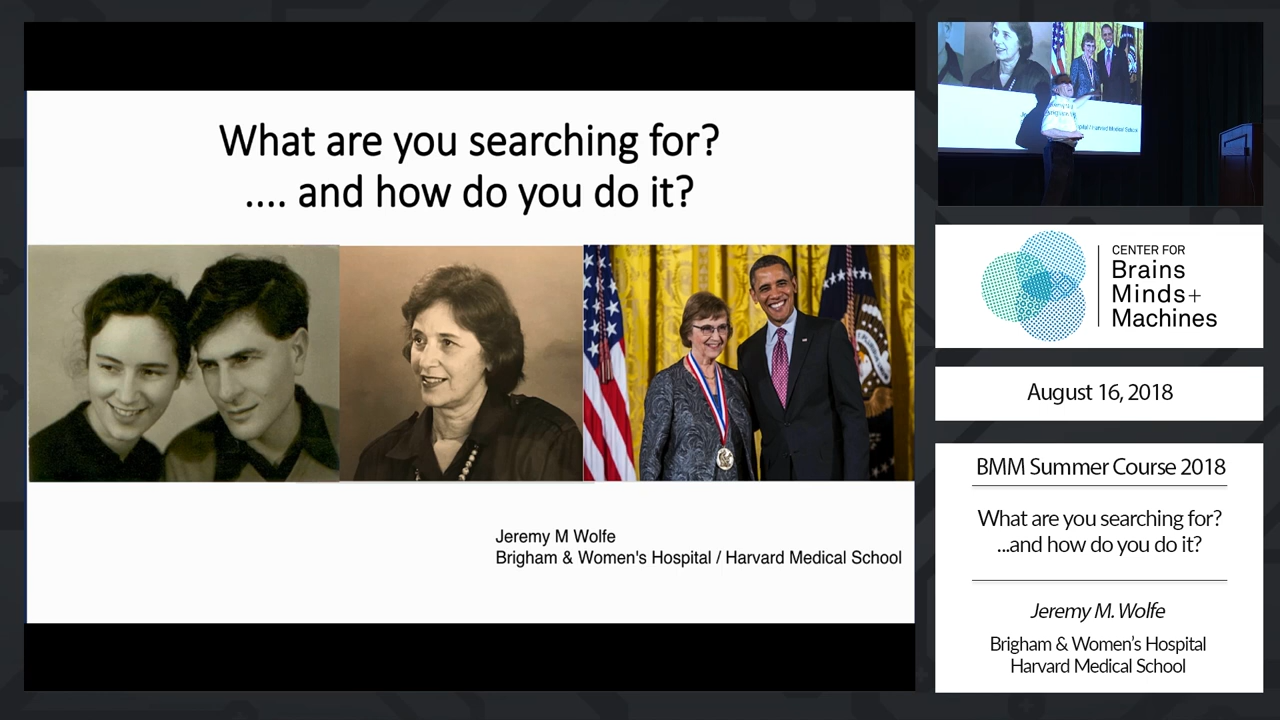 What are you searching for?
.... and how do you do it?
Jeremy M Wolfe
Brigham & Women's Hospital / Harvard Medical School
CENTER FOR
Brains
Minds+
Machines
August 16, 2018
BMM Summer Course 2018
What are you searching for?
...and how do you do it?
Jeremy M. Wolfe
Brigham & Women’s Hospital
Harvard Medical School